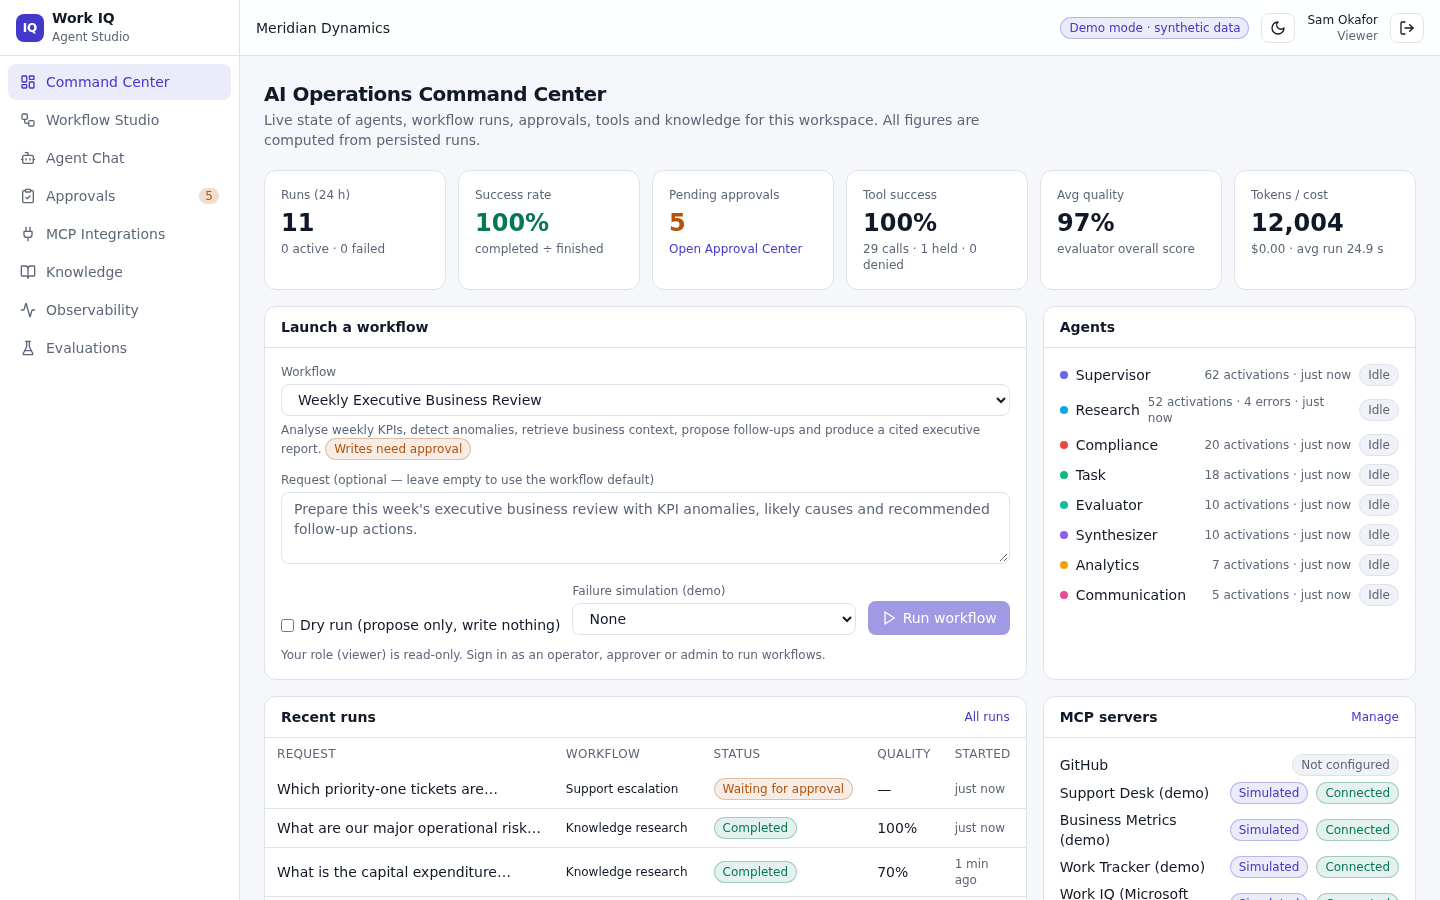 IQ
Work IQ
Agent Studio
Meridian Dynamics
Demo mode · synthetic data
Sam Okafor
Viewer
Command Center
Workflow Studio
Agent Chat
Approvals 5
MCP Integrations
Knowledge
Observability
Evaluations
AI Operations Command Center
Live state of agents, workflow runs, approvals, tools and knowledge for this workspace. All figures are
computed from persisted runs.
Runs (24 h)
11
0 active · 0 failed
Success rate
100%
completed ÷ finished
Pending approvals
5
Open Approval Center
Tool success
100%
29 calls · 1 held · 0
denied
Avg quality
97%
evaluator overall score
Tokens / cost
12,004
$0.00 · avg run 24.9 s
Launch a workflow
Workflow
Weekly Executive Business Review
Analyse weekly KPIs, detect anomalies, retrieve business context, propose follow-ups and produce a cited executive
report. Writes need approval
Request (optional — leave empty to use the workflow default)
Prepare this week's executive business review with KPI anomalies, likely causes and recommended
follow-up actions.
Failure simulation (demo)
Dry run (propose only, write nothing) None Run workflow
Your role (viewer) is read-only. Sign in as an operator, approver or admin to run workflows.
Agents
Supervisor 62 activations · just now Idle
Research 52 activations · 4 errors · just
now Idle
Compliance 20 activations · just now Idle
Task 18 activations · just now Idle
Evaluator 10 activations · just now Idle
Synthesizer 10 activations · just now Idle
Analytics 7 activations · just now Idle
Communication 5 activations · just now Idle
Recent runs All runs
REQUEST WORKFLOW STATUS QUALITY STARTED
Which priority-one tickets are… Support escalation Waiting for approval — just now
What are our major operational risk… Knowledge research Completed 100% just now
What is the capital expenditure… Knowledge research Completed 70% 1 min
ago
MCP servers Manage
GitHub Not configured
Support Desk (demo) Simulated Connected
Business Metrics
(demo) Simulated Connected
Work Tracker (demo) Simulated Connected
Work IQ (Microsoft Simulated Connected